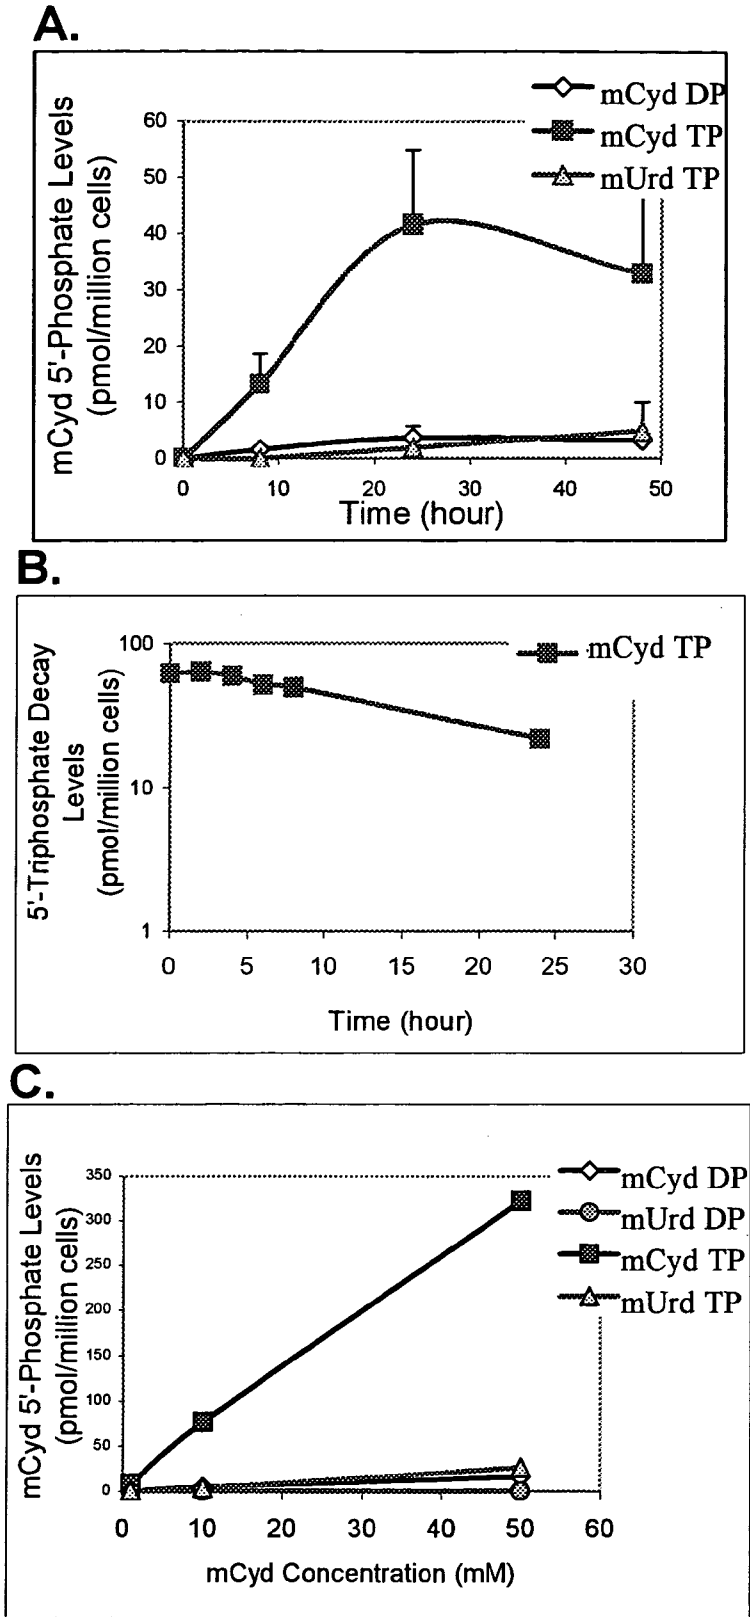 A.
mCyd DP
mCyd TP
mUrd TP
mCyd 5'-Phosphate Levels
(pmol/million cells)
60
50
40
30
20
10
0
0 10 20 30 40 50
Time (hour)
B.
mCyd TP
5'-Triphosphate Decay
Levels
(pmol/million cells)
100
10
1
0 5 10 15 20 25 30
Time (hour)
C.
mCyd DP
mUrd DP
mCyd TP
mUrd TP
mCyd 5'-Phosphate Levels
(pmol/million cells)
350
300
250
200
150
100
50
0
0 10 20 30 40 50 60
mCyd Concentration (mM)